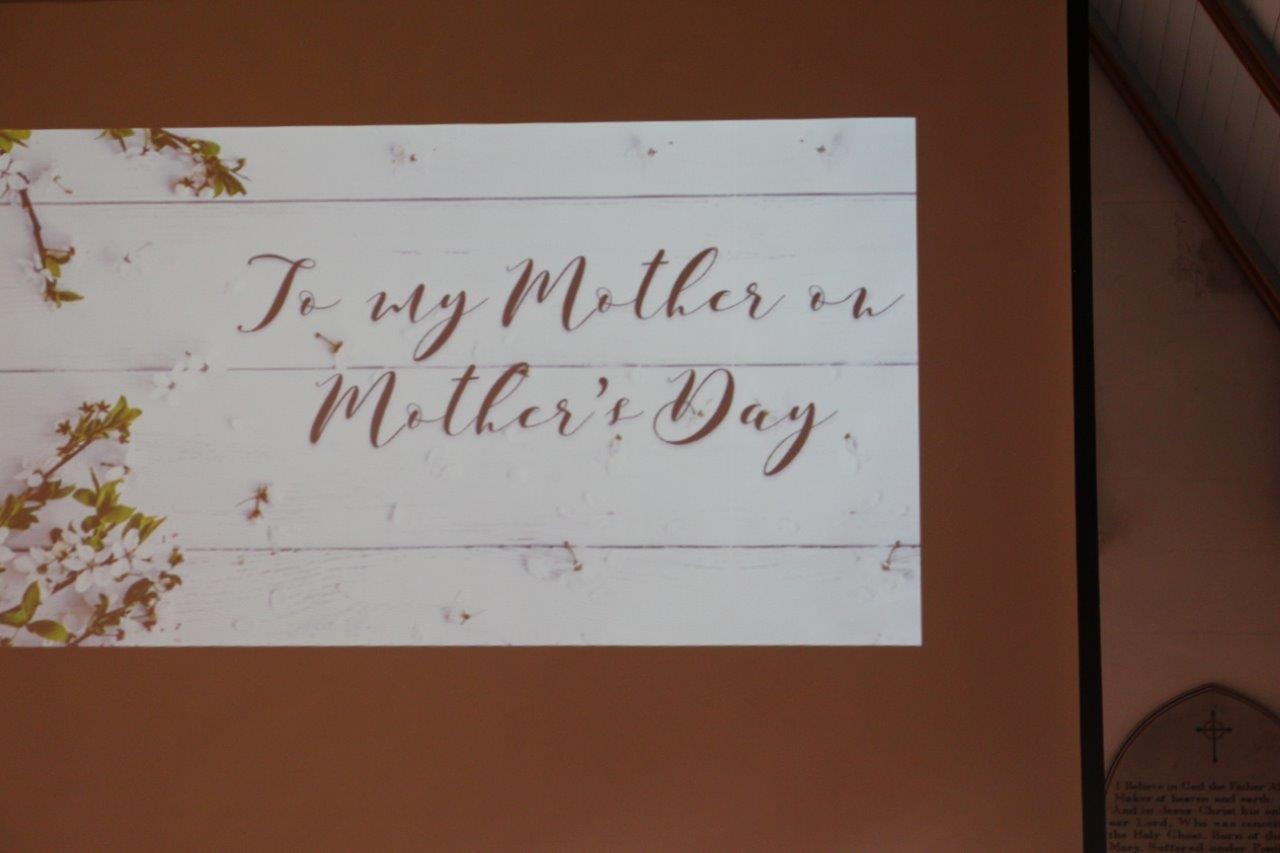 To my Mother on
Mother's Day
I Believe in God the Father
Maker of heaven and earth
And in Jesus Christ his
our Lord, Who was
the Holy Ghost, Born of
Mary, Suffered under